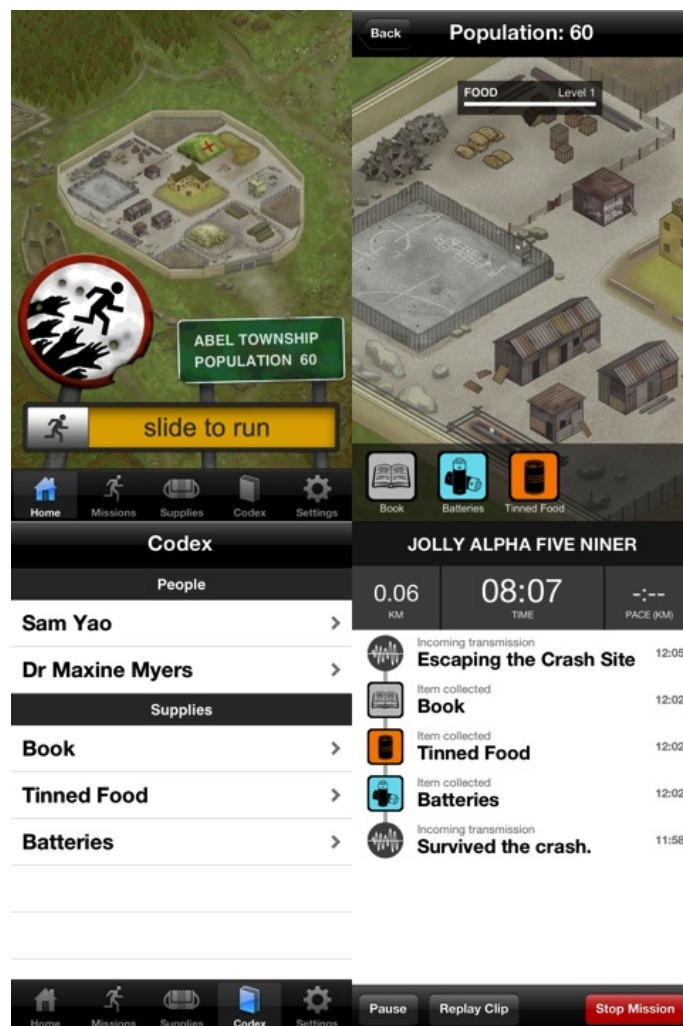 ABEL TOWNSHIP
POPULATION 60
slide to run
Home
Missions
Supplies
Codex
Settings
Back
Population: 60
FOOD
Level 1
Book
Batteries
Tinned Food
Codex
People
Sam Yao
Dr Maxine Myers
Supplies
Book
Tinned Food
Batteries
Home
Missions
Supplies
Codex
Settings
JOLLY ALPHA FIVE NINER
0.06
KM
08:07
TIME
-:--
PACE (KM)
Incoming transmission
Escaping the Crash Site
12:05
Item collected
Book
12:02
Item collected
Tinned Food
12:02
Item collected
Batteries
12:02
Incoming transmission
Survived the crash.
11:58
Pause
Replay Clip
Stop Mission